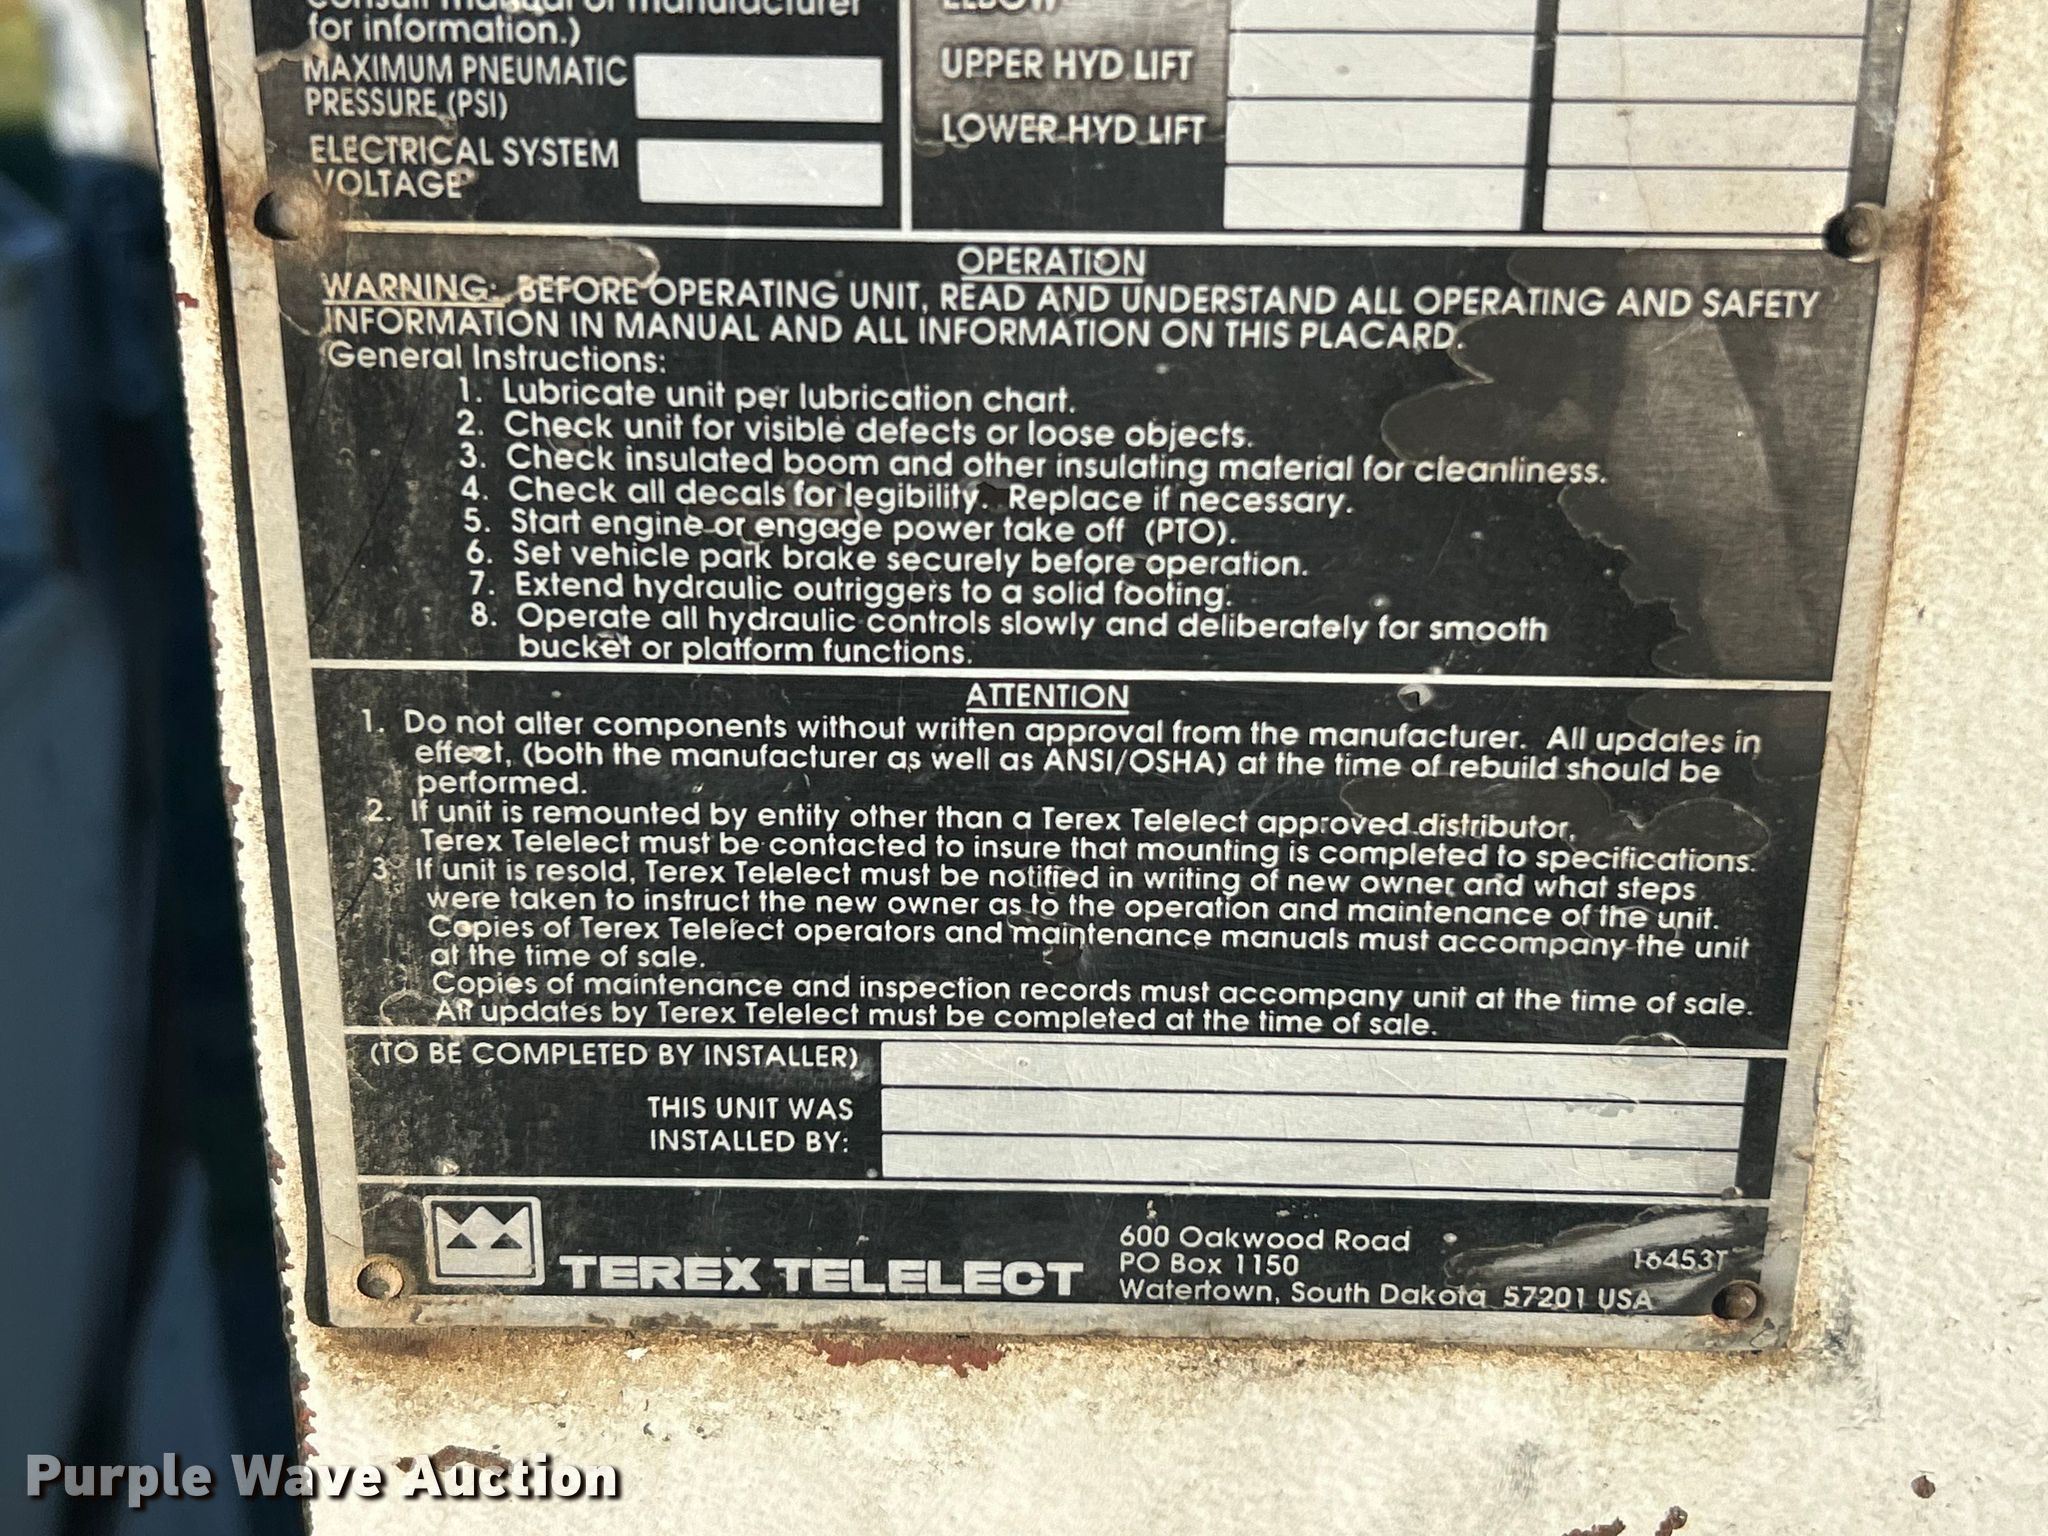 consult manual or manufacturer
for information.)
MAXIMUM PNEUMATIC
PRESSURE (PSI)
ELECTRICAL SYSTEM
VOLTAGE
ELBOW
UPPER HYD LIFT
LOWER HYD LIFT
OPERATION
WARNING: BEFORE OPERATING UNIT, READ AND UNDERSTAND ALL OPERATING AND SAFETY
INFORMATION IN MANUAL AND ALL INFORMATION ON THIS PLACARD.
General Instructions:
1. Lubricate unit per lubrication chart.
2. Check unit for visible defects or loose objects.
3. Check insulated boom and other insulating material for cleanliness.
4. Check all decals for legibility. Replace if necessary.
5. Start engine or engage power take off (PTO).
6. Set vehicle park brake securely before operation.
7. Extend hydraulic outriggers to a solid footing.
8. Operate all hydraulic controls slowly and deliberately for smooth
bucket or platform functions.
ATTENTION
1. Do not alter components without written approval from the manufacturer. All updates in
effect, (both the manufacturer as well as ANSI/OSHA) at the time of rebuild should be
performed.
2. If unit is remounted by entity other than a Terex Telelect approved distributor,
Terex Telelect must be contacted to insure that mounting is completed to specifications.
3. If unit is resold, Terex Telelect must be notified in writing of new owner and what steps
were taken to instruct the new owner as to the operation and maintenance of the unit.
Copies of Terex Telelect operators and maintenance manuals must accompany the unit
at the time of sale.
Copies of maintenance and inspection records must accompany unit at the time of sale.
All updates by Terex Telelect must be completed at the time of sale.
(TO BE COMPLETED BY INSTALLER)
THIS UNIT WAS
INSTALLED BY:
TEREX TELELECT
600 Oakwood Road
PO Box 1150
Watertown, South Dakota 57201 USA
16453T
Purple Wave Auction